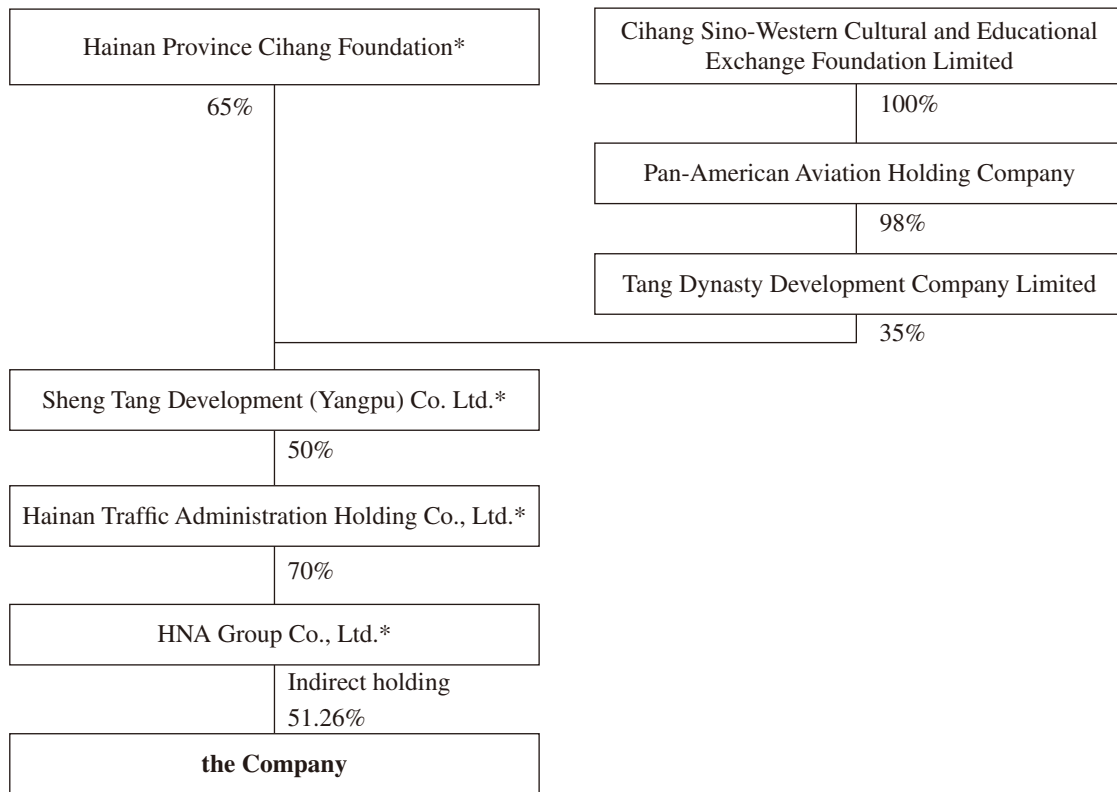 Hainan Province Cihang Foundation*
Cihang Sino-Western Cultural and Educational
Exchange Foundation Limited
65%
100%
Pan-American Aviation Holding Company
98%
Tang Dynasty Development Company Limited
35%
Sheng Tang Development (Yangpu) Co. Ltd.*
50%
Hainan Traffic Administration Holding Co., Ltd.*
70%
HNA Group Co., Ltd.*
Indirect holding
51.26%
the Company